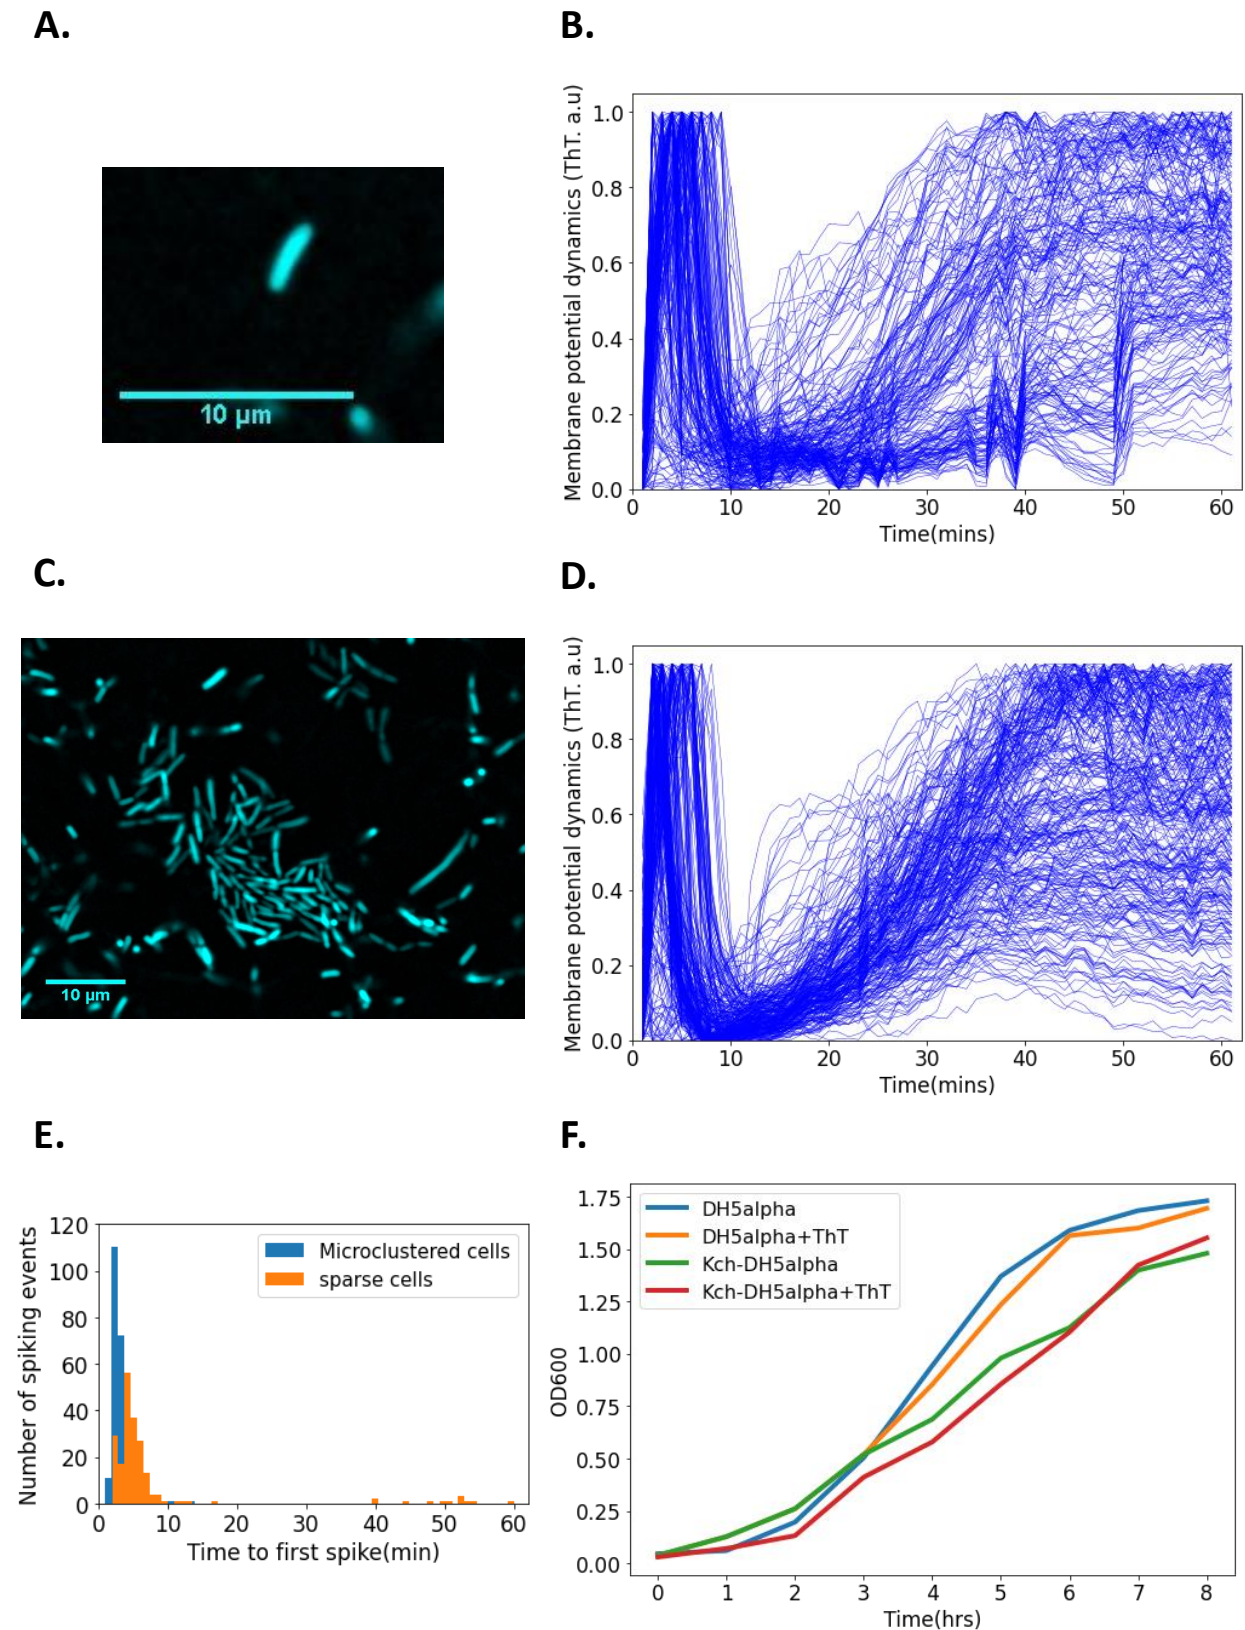 A.
10 µm
B.
Membrane potential dynamics (ThT. a.u)
1.0
0.8
0.6
0.4
0.2
0.0
0 10 20 30 40 50 60
Time(mins)
C.
10 µm
D.
Membrane potential dynamics (ThT. a.u)
1.0
0.8
0.6
0.4
0.2
0.0
0 10 20 30 40 50 60
Time(mins)
E.
Number of spiking events
120
100
80
60
40
20
0
Microclustered cells
sparse cells
0 10 20 30 40 50 60
Time to first spike(min)
F.
OD600
1.75
1.50
1.25
1.00
0.75
0.50
0.25
0.00
DH5alpha
DH5alpha+ThT
Kch-DH5alpha
Kch-DH5alpha+ThT
0 1 2 3 4 5 6 7 8
Time(hrs)